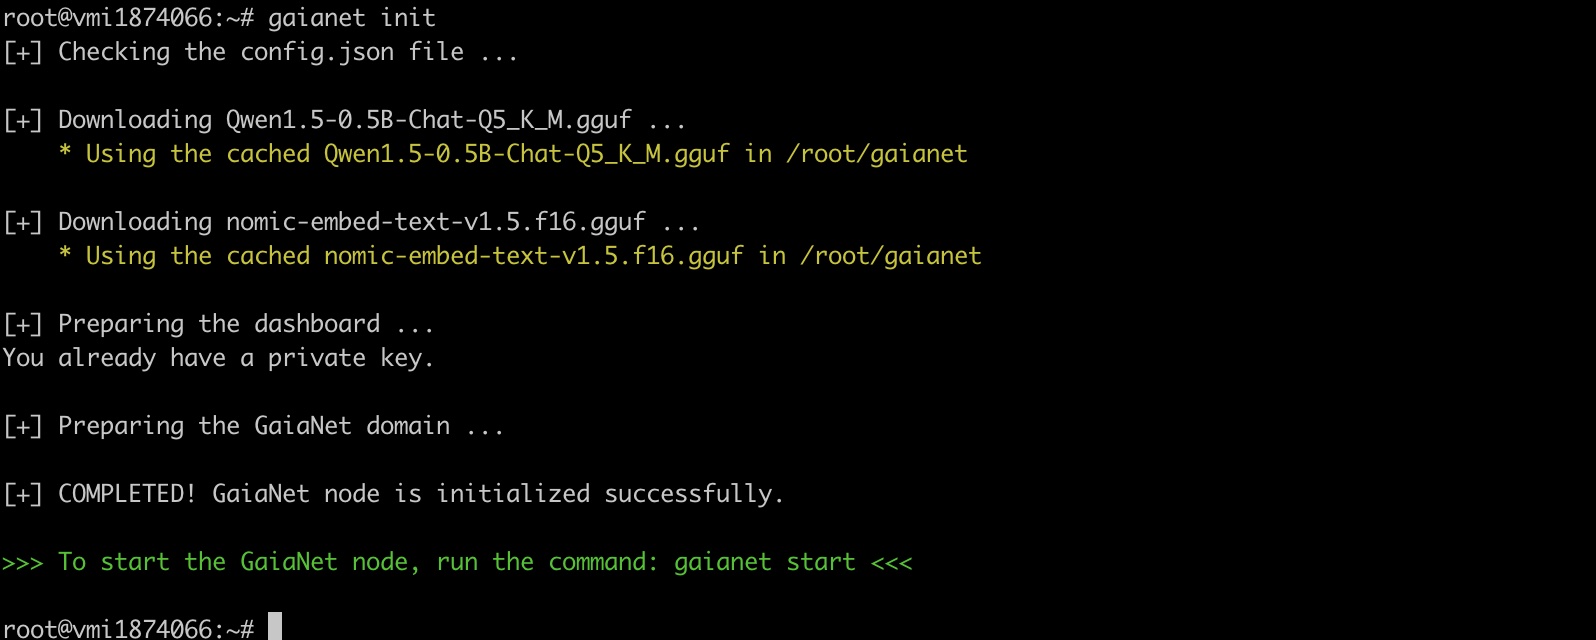 root@vmi1874066:~# gaianet init
[+] Checking the config.json file ...
[+] Downloading Qwen1.5-0.5B-Chat-Q5_K_M.gguf ...
* Using the cached Qwen1.5-0.5B-Chat-Q5_K_M.gguf in /root/gaianet
[+] Downloading nomic-embed-text-v1.5.f16.gguf ...
* Using the cached nomic-embed-text-v1.5.f16.gguf in /root/gaianet
[+] Preparing the dashboard ...
You already have a private key.
[+] Preparing the GaiaNet domain ...
[+] COMPLETED! GaiaNet node is initialized successfully.
>>> To start the GaiaNet node, run the command: gaianet start <<<
root@vmi1874066:~#